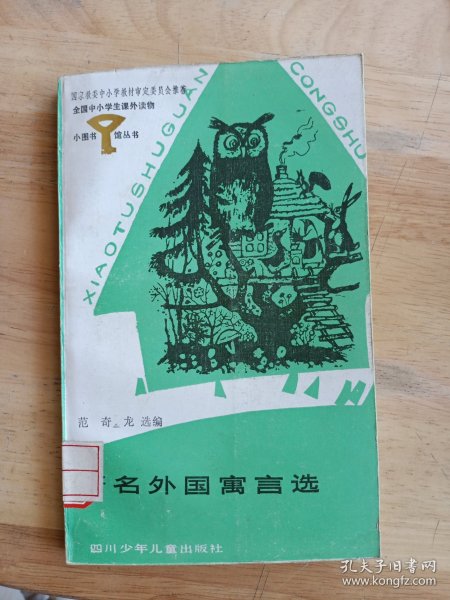 国家教委中小学教材审定委员会推荐
全国中小学生课外读物
小图书馆丛书
XIAOTUSHUGUAN
CONGSHU
范奇龙选编
名外国寓言选
四川少年儿童出版社
孔夫子旧书网
www.kongfz.com